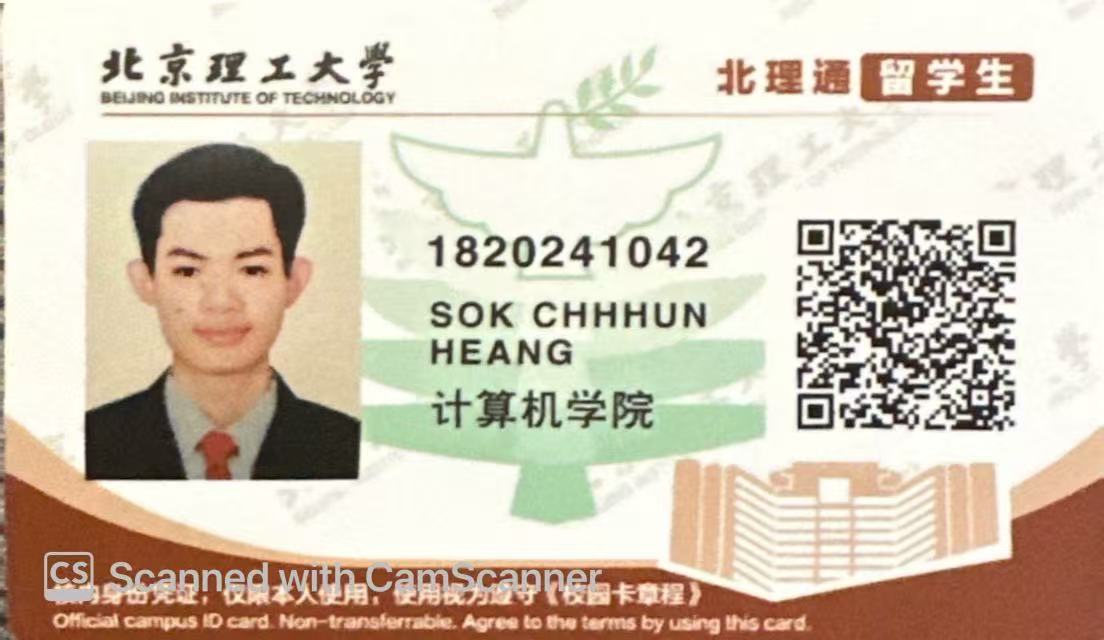 北京理工大學
BEIJING INSTITUTE OF TECHNOLOGY
北理通 留学生
1820241042
SOK CHHHUN
HEANG
计算机学院
CS Scanned with CamScanner
校内身份凭证，仅限本人使用，使用视为遵守《校园卡章程》
Official campus ID card. Non-transferrable. Agree to the terms by using this card.